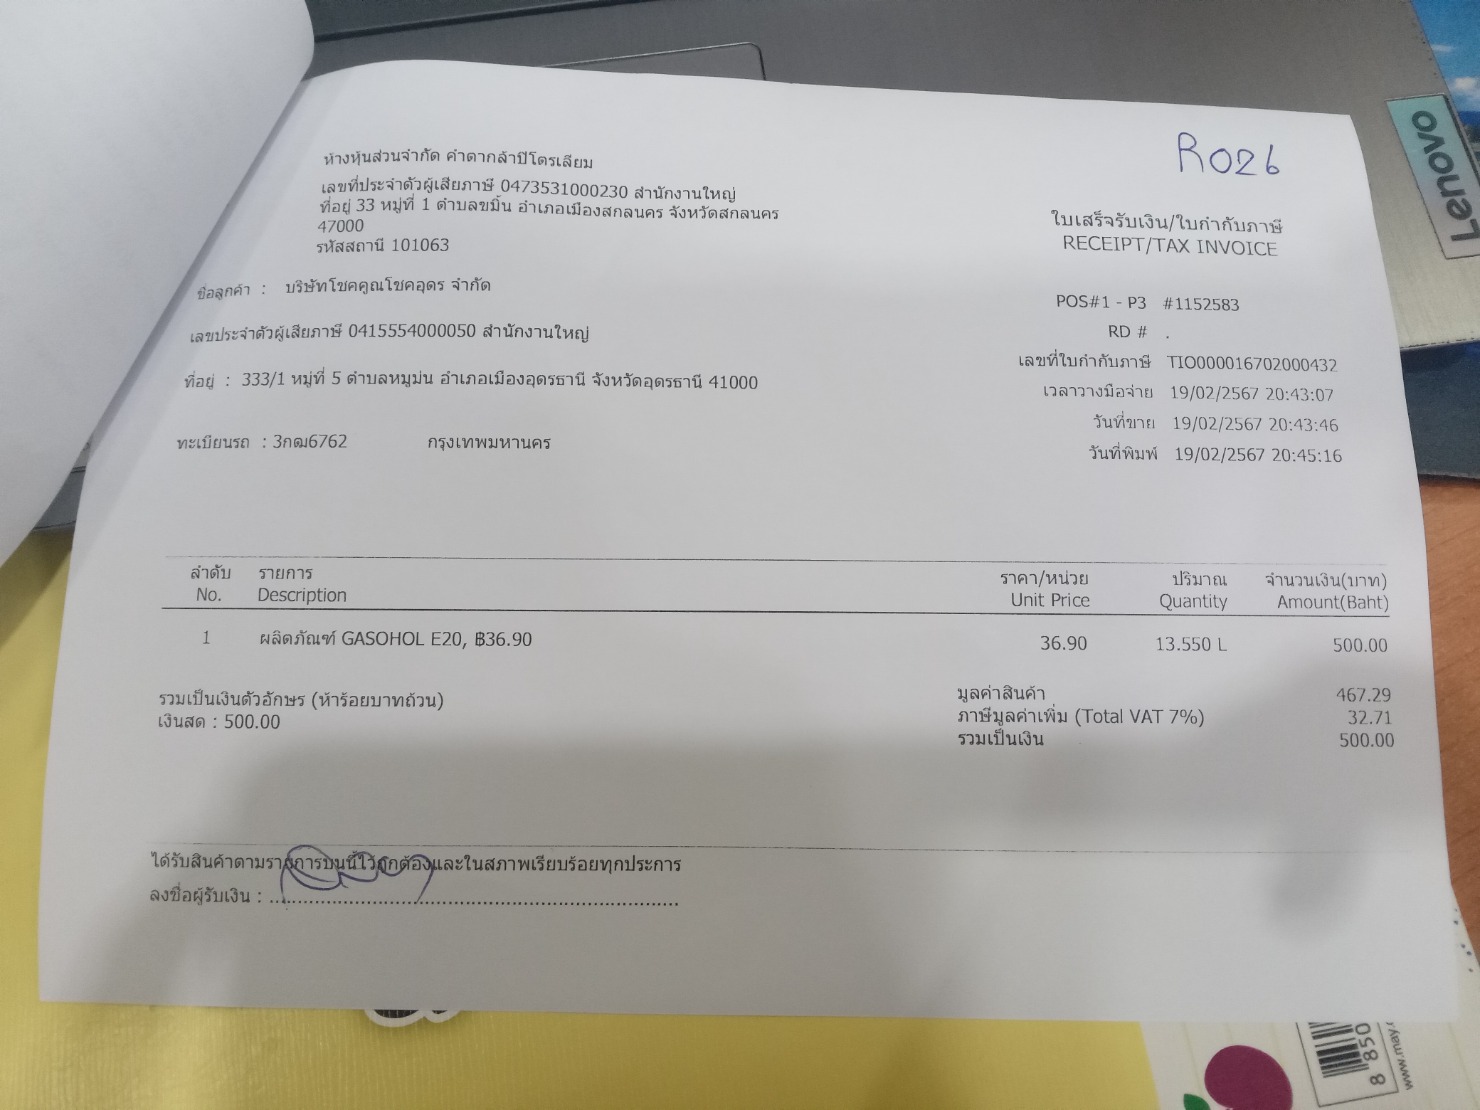 R026
ห้างหุ้นส่วนจำกัด คำตากล้าปิโตรเลียม
เลขที่ประจำตัวผู้เสียภาษี 0473531000230 สำนักงานใหญ่
ที่อยู่ 33 หมู่ที่ 1 ตำบลขมิ้น อำเภอเมืองสกลนคร จังหวัดสกลนคร
47000
รหัสสถานี 101063
ใบเสร็จรับเงิน/ใบกำกับภาษี
RECEIPT/TAX INVOICE
ชื่อลูกค้า : บริษัทโชคคูณโชคอุดร จำกัด
เลขประจำตัวผู้เสียภาษี 0415554000050 สำนักงานใหญ่
ที่อยู่ : 333/1 หมู่ที่ 5 ตำบลหมูม่น อำเภอเมืองอุดรธานี จังหวัดอุดรธานี 41000
ทะเบียนรถ : 3กฒ6762 กรุงเทพมหานคร
POS#1 - P3 #1152583
RD # .
เลขที่ใบกำกับภาษี TIO000016702000432
เวลาวางมือจ่าย 19/02/2567 20:43:07
วันที่ขาย 19/02/2567 20:43:46
วันที่พิมพ์ 19/02/2567 20:45:16
ลำดับ รายการ ราคา/หน่วย ปริมาณ จำนวนเงิน(บาท)
No. Description Unit Price Quantity Amount(Baht)
1 ผลิตภัณฑ์ GASOHOL E20, ฿36.90 36.90 13.550 L 500.00
รวมเป็นเงินตัวอักษร (ห้าร้อยบาทถ้วน)
เงินสด : 500.00
มูลค่าสินค้า 467.29
ภาษีมูลค่าเพิ่ม (Total VAT 7%) 32.71
รวมเป็นเงิน 500.00
ได้รับสินค้าตามรายการบนนี้ไว้ถูกต้องและในสภาพเรียบร้อยทุกประการ
ลงชื่อผู้รับเงิน : ..........................................................................
Lenovo
8 850
www.may.